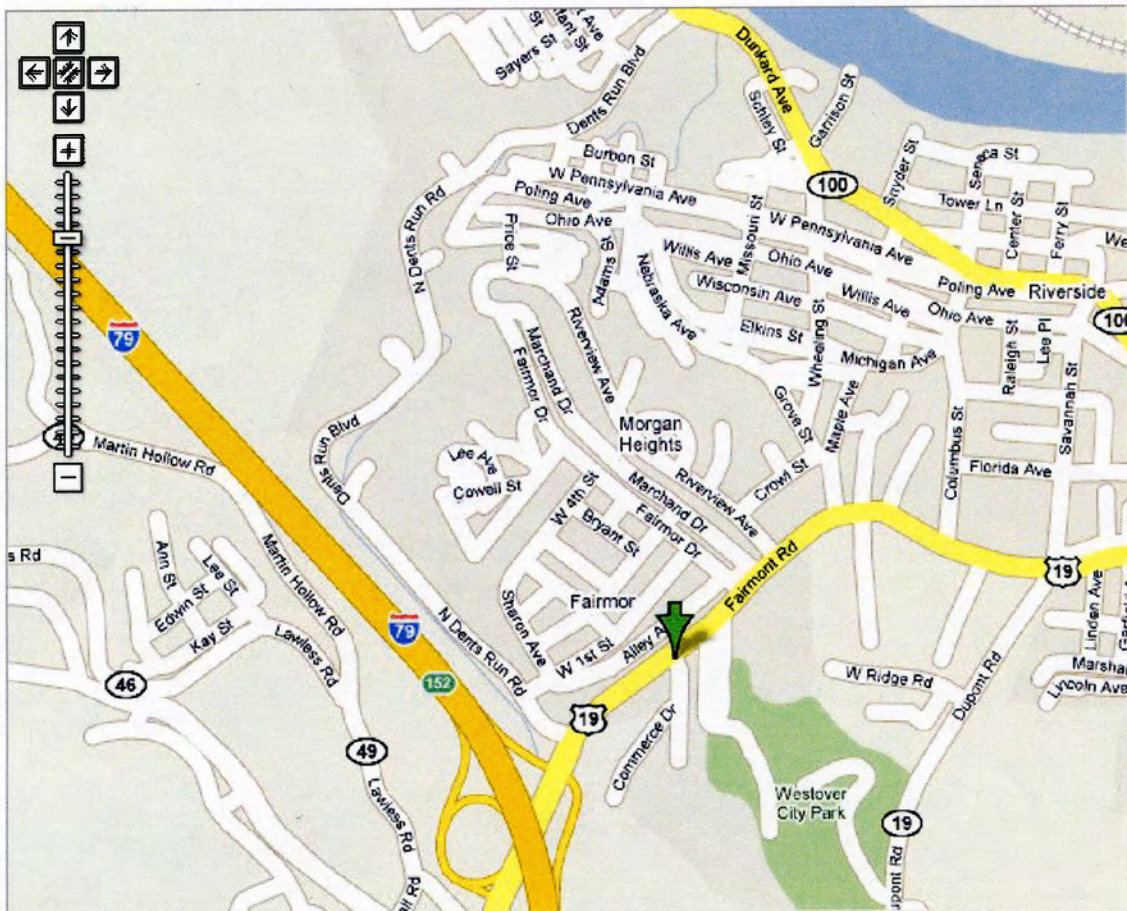 Sayers St
Dents Run Blvd
Dunkard Ave
Schley St
Garrison St
Burbon St
W Pennsylvania Ave
Poling Ave
Ohio Ave
100
Snyder St
Seneca St
Tower Ln
Center St
Ferry St
N Dents Run Rd
Price St
Adams St
Nebraska Ave
Missouri St
W Pennsylvania Ave
Willis Ave
Ohio Ave
Wisconsin Ave
Willis Ave
Poling Ave
Riverside
Ohio Ave
100
Elkins St
Michigan Ave
Wheeling St
Raleigh St
Lee Pl
Savannah St
79
Marchand Dr
Fairmor Dr
Riverview Ave
Grove St
Maple Ave
Columbus St
Florida Ave
Morgan
Heights
Martin Hollow Rd
Dents Run Blvd
Lee Ave
Cowell St
W 4th St
Bryant St
Marchand Dr
Fairmor Dr
Riverview Ave
Crowl St
Fairmont Rd
19
s Rd
Ann St
Edwin St
Lee St
Kay St
Martin Hollow Rd
Lawless Rd
79
152
N Dents Run Rd
Sharon Ave
Fairmor
W 1st St
Alley A
19
Commerce Dr
W Ridge Rd
Dupont Rd
Linden Ave
Marshal
Lincoln Ave
46
49
Lawless Rd
Westover
City Park
19
upont Rd